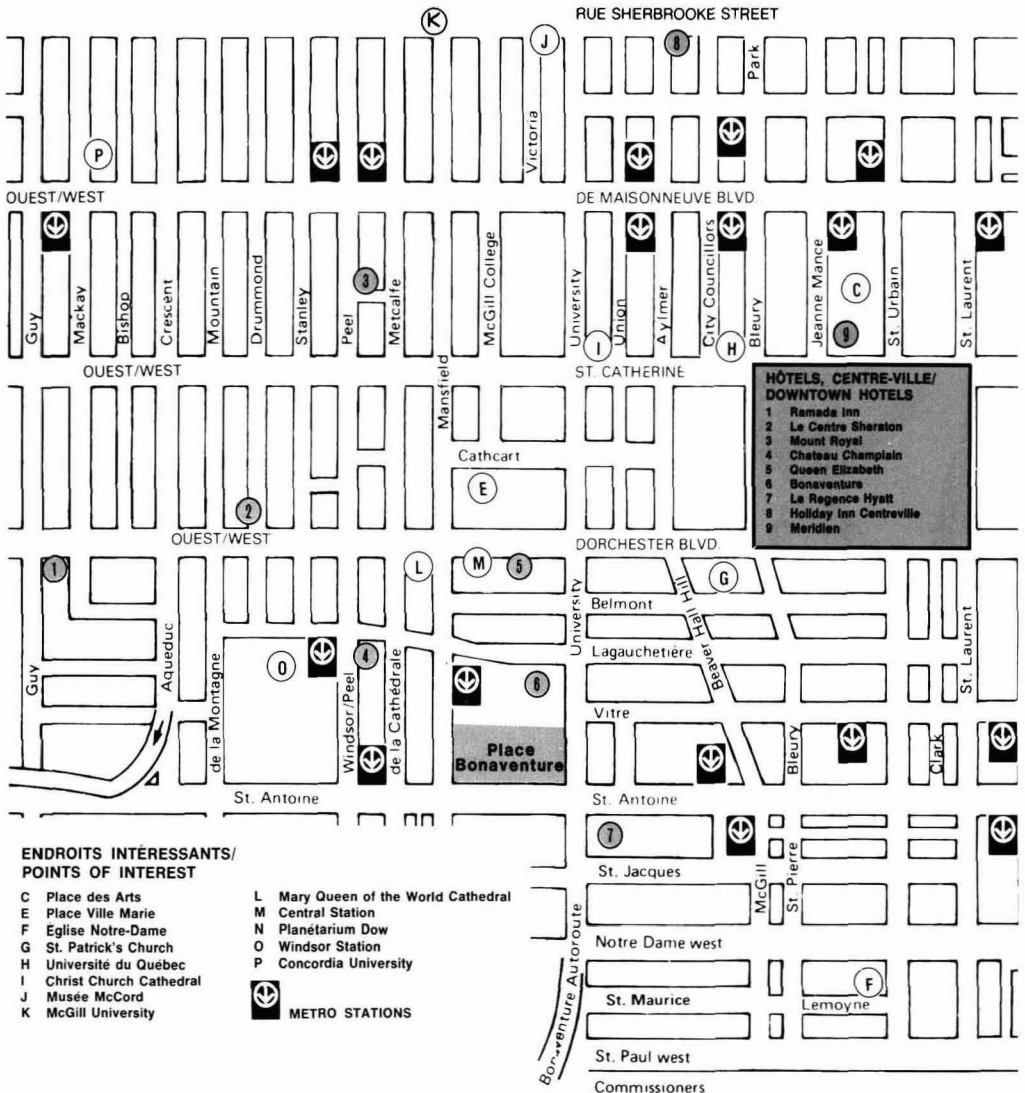 RUE SHERBROOKE STREET
K
J
8
Park
Victoria
P
OUEST/WEST
DE MAISONNEUVE BLVD.
Guy
Mackay
Bishop
Crescent
Mountain
Drummond
Stanley
Peel
3
Metcalfe
Mansfield
McGill College
University
Union
Aylmer
City Councillors
Bleury
Jeanne Mance
C
9
St. Urbain
St. Laurent
I
H
OUEST/WEST
ST. CATHERINE
HÔTELS, CENTRE-VILLE/
DOWNTOWN HOTELS
1 Ramada Inn
2 Le Centre Sheraton
3 Mount Royal
4 Chateau Champlain
5 Queen Elizabeth
6 Bonaventure
7 Le Regence Hyatt
8 Holiday Inn Centreville
9 Meridien
Cathcart
E
2
OUEST/WEST
DORCHESTER BLVD.
1
L
M
5
G
Belmont
University
Beaver Hall Hill
Lagauchetière
Guy
Aqueduc
de la Montagne
O
Windsor/Peel
4
de la Cathédrale
6
Vitre
Bleury
Clark
St. Laurent
Place
Bonaventure
St. Antoine
St. Antoine
7
St. Jacques
McGill
St. Pierre
Notre Dame west
Bonaventure Autoroute
St. Maurice
F
Lemoyne
St. Paul west
Commissioners
ENDROITS INTÉRESSANTS/
POINTS OF INTEREST
C Place des Arts
E Place Ville Marie
F Église Notre-Dame
G St. Patrick's Church
H Université du Québec
I Christ Church Cathedral
J Musée McCord
K McGill University
L Mary Queen of the World Cathedral
M Central Station
N Planétarium Dow
O Windsor Station
P Concordia University
METRO STATIONS